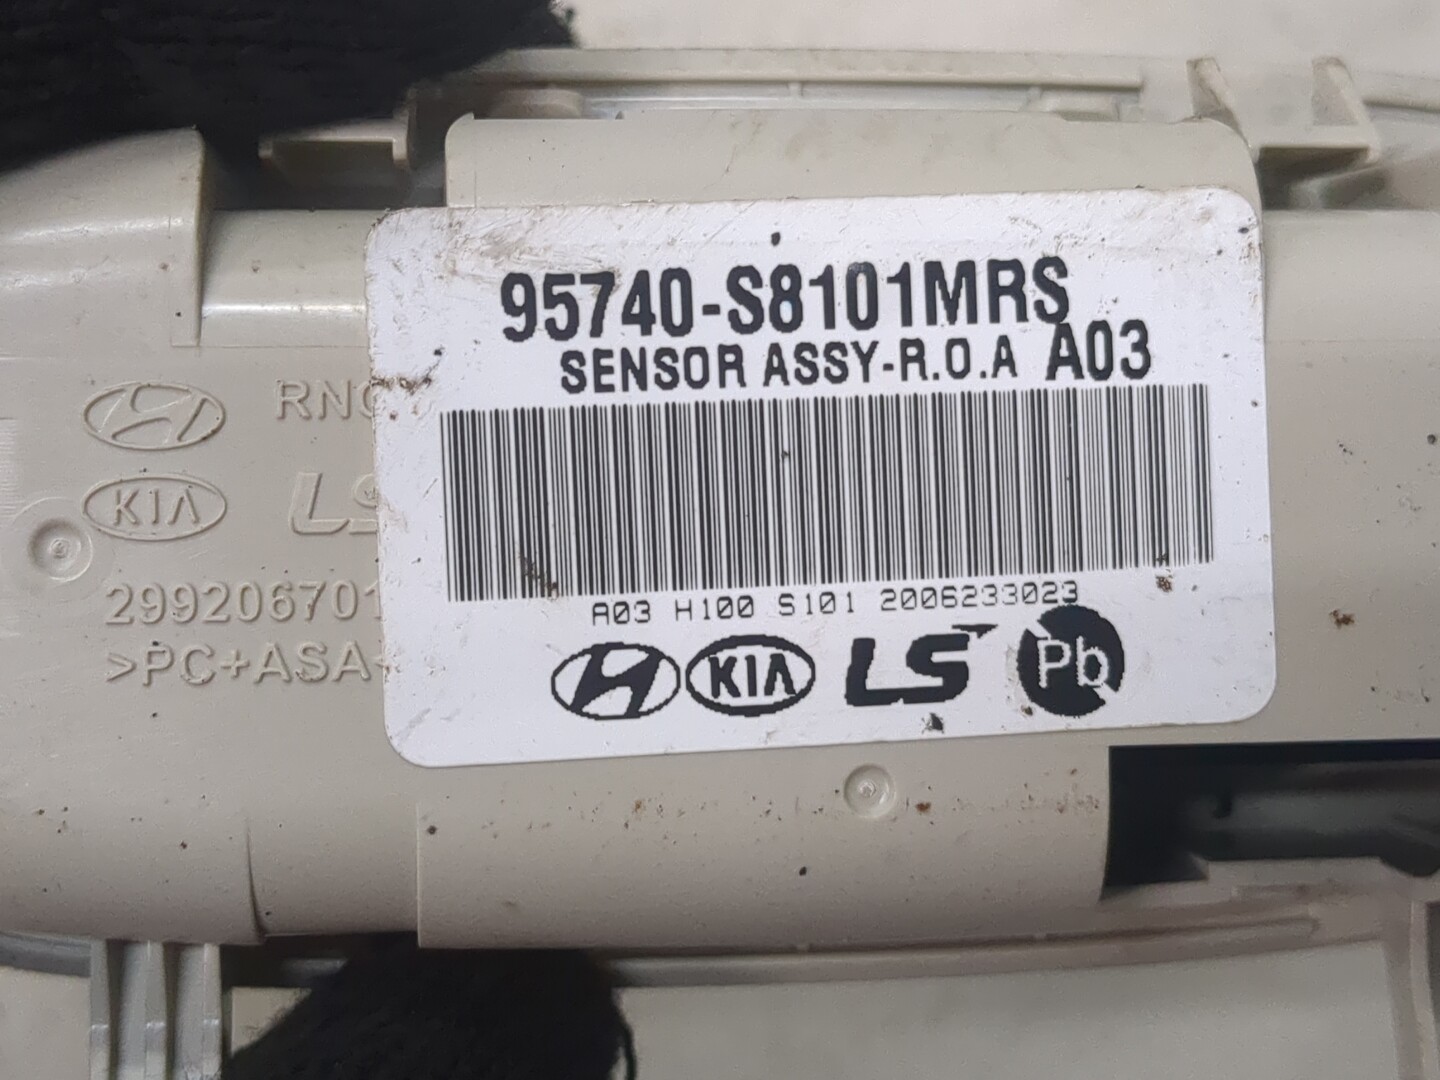 95740-S8101MRS
SENSOR ASSY-R.O.A A03
A03 H100 S101 2006233023
KIA LS Pb
KIA LS
299206701
>PC+ASA